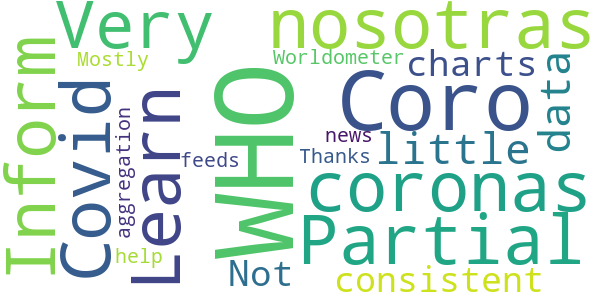 Very
nosotras
Mostly
Worldometer
charts
Inform
Covid
Learn
WHO
Coro
data
aggregation
news
feeds
Thanks
little
coronas
Partial
help
Not
consistent